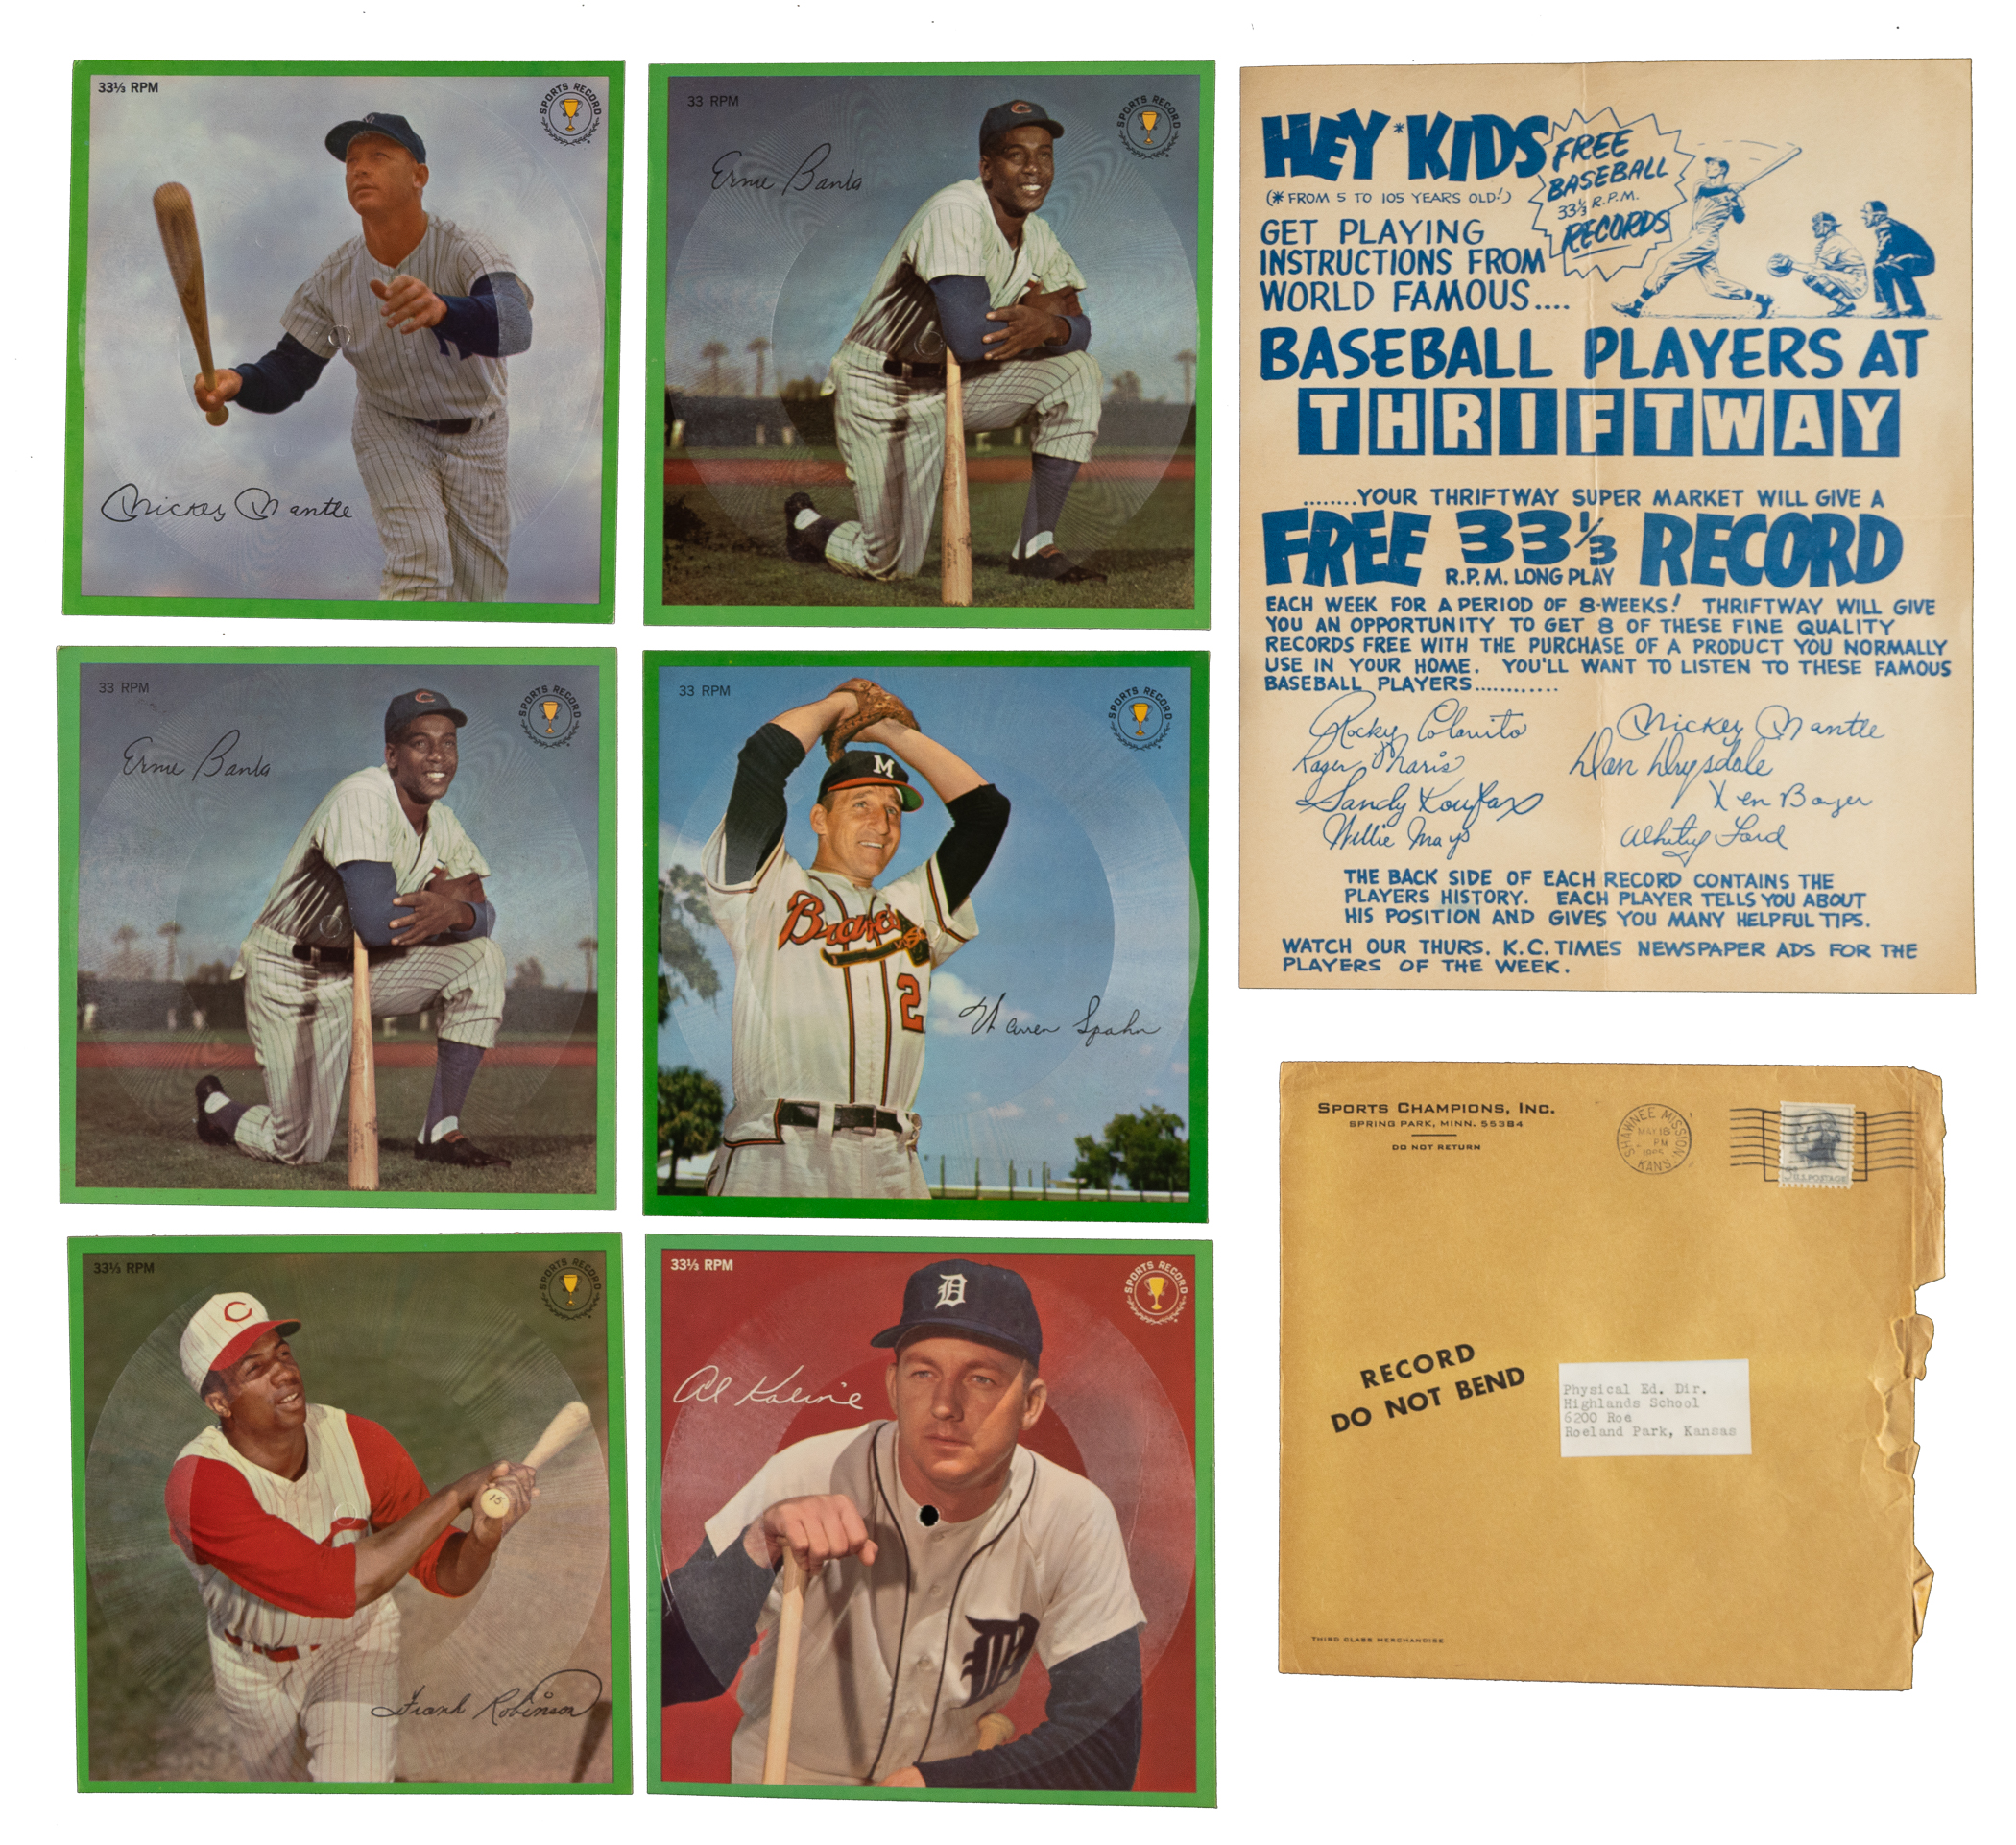 33⅓ RPM
SPORTS RECORD
Mickey Mantle
33 RPM
SPORTS RECORD
Ernie Banks
33 RPM
SPORTS RECORD
Ernie Banks
33 RPM
SPORTS RECORD
M
Braves
2
Warren Spahn
33⅓ RPM
SPORTS RECORD
C
15
Frank Robinson
33⅓ RPM
SPORTS RECORD
D
Al Kaline
D
HEY *KIDS
(* FROM 5 TO 105 YEARS OLD!)
FREE
BASEBALL
33⅓ R.P.M.
RECORDS
GET PLAYING
INSTRUCTIONS FROM
WORLD FAMOUS....
BASEBALL PLAYERS AT
THRIFTWAY
........YOUR THRIFTWAY SUPER MARKET WILL GIVE A
FREE 33⅓ RECORD
R.P.M. LONG PLAY
EACH WEEK FOR A PERIOD OF 8-WEEKS! THRIFTWAY WILL GIVE
YOU AN OPPORTUNITY TO GET 8 OF THESE FINE QUALITY
RECORDS FREE WITH THE PURCHASE OF A PRODUCT YOU NORMALLY
USE IN YOUR HOME. YOU'LL WANT TO LISTEN TO THESE FAMOUS
BASEBALL PLAYERS............
Rocky Colavito Mickey Mantle
Roger Maris Don Drysdale
Sandy Koufax Ken Boyer
Willie Mays Whitey Ford
THE BACK SIDE OF EACH RECORD CONTAINS THE
PLAYERS HISTORY. EACH PLAYER TELLS YOU ABOUT
HIS POSITION AND GIVES YOU MANY HELPFUL TIPS.
WATCH OUR THURS. K.C. TIMES NEWSPAPER ADS FOR THE
PLAYERS OF THE WEEK.
SPORTS CHAMPIONS, INC.
SPRING PARK, MINN. 55384
DO NOT RETURN
SHAWNEE MISSION
MAY 18
PM
KANS.
U.S. POSTAGE
RECORD
DO NOT BEND
Physical Ed. Dir.
Highlands School
6200 Roe
Roeland Park, Kansas
THIRD CLASS MERCHANDISE